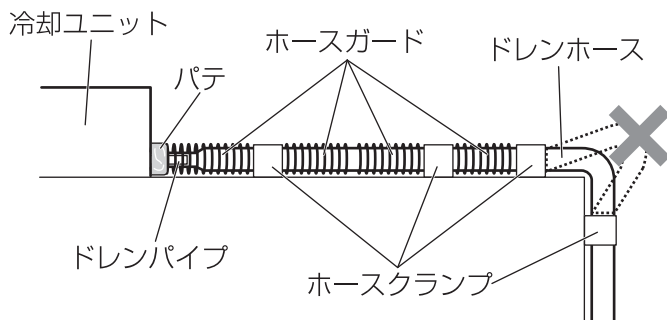 冷却ユニット
ホースガード
ドレンホース
パテ
ドレンパイプ
ホースクランプ